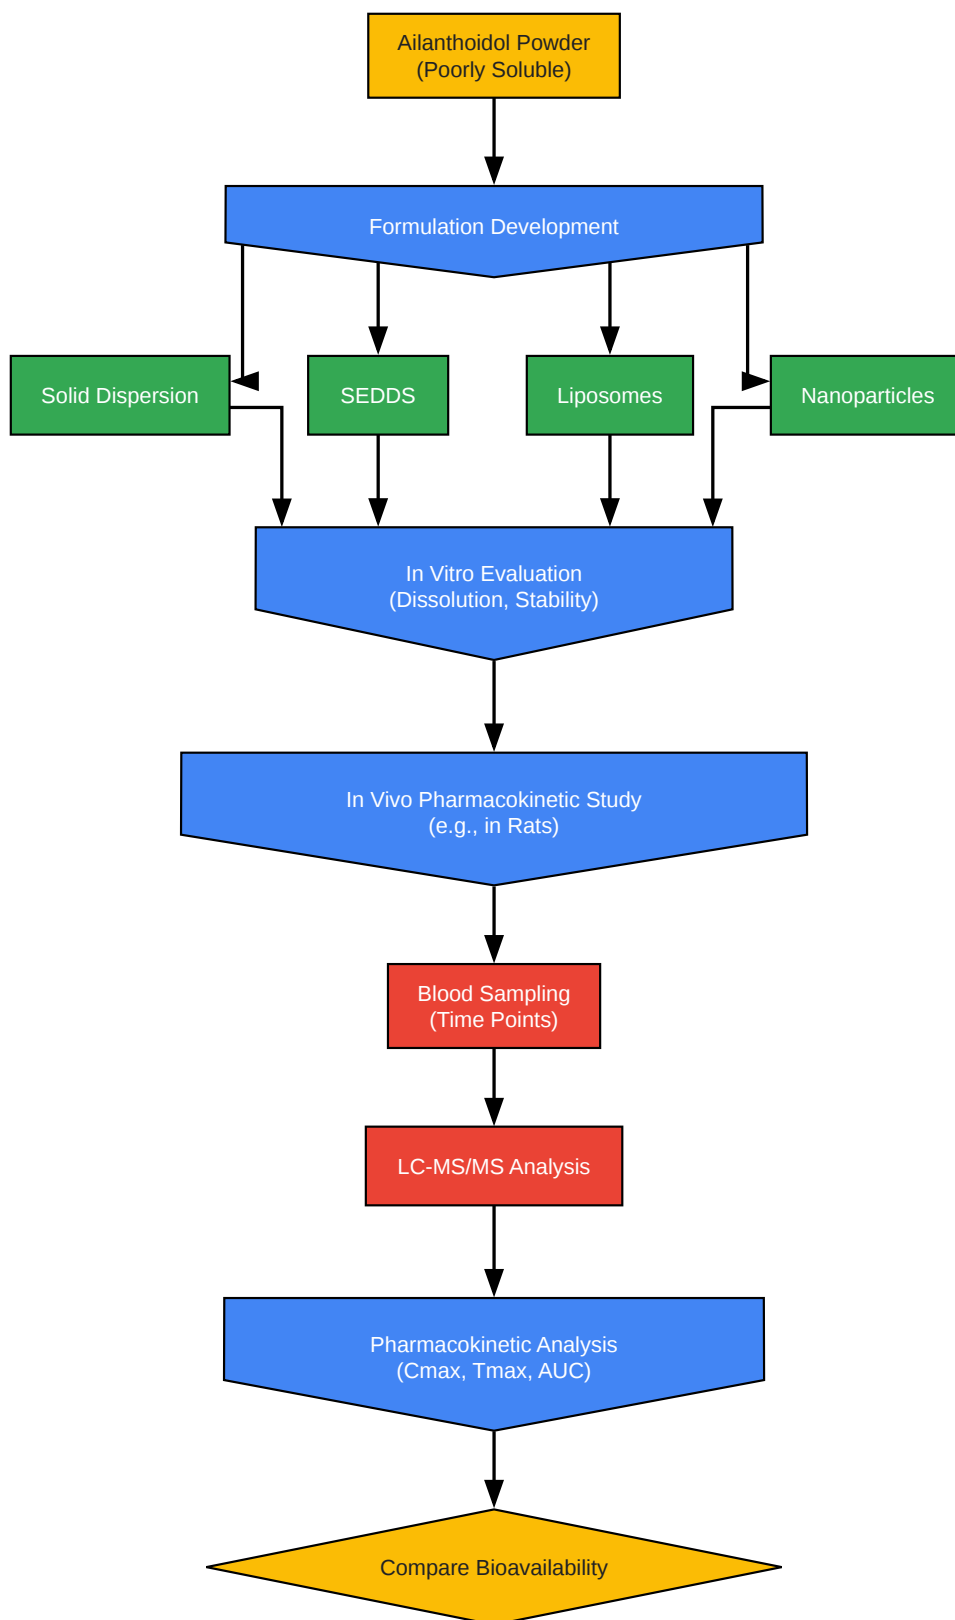 Ailanthoidol Powder
(Poorly Soluble)
Formulation Development
Solid Dispersion
SEDDS
Liposomes
Nanoparticles
In Vitro Evaluation
(Dissolution, Stability)
In Vivo Pharmacokinetic Study
(e.g., in Rats)
Blood Sampling
(Time Points)
LC-MS/MS Analysis
Pharmacokinetic Analysis
(Cmax, Tmax, AUC)
Compare Bioavailability